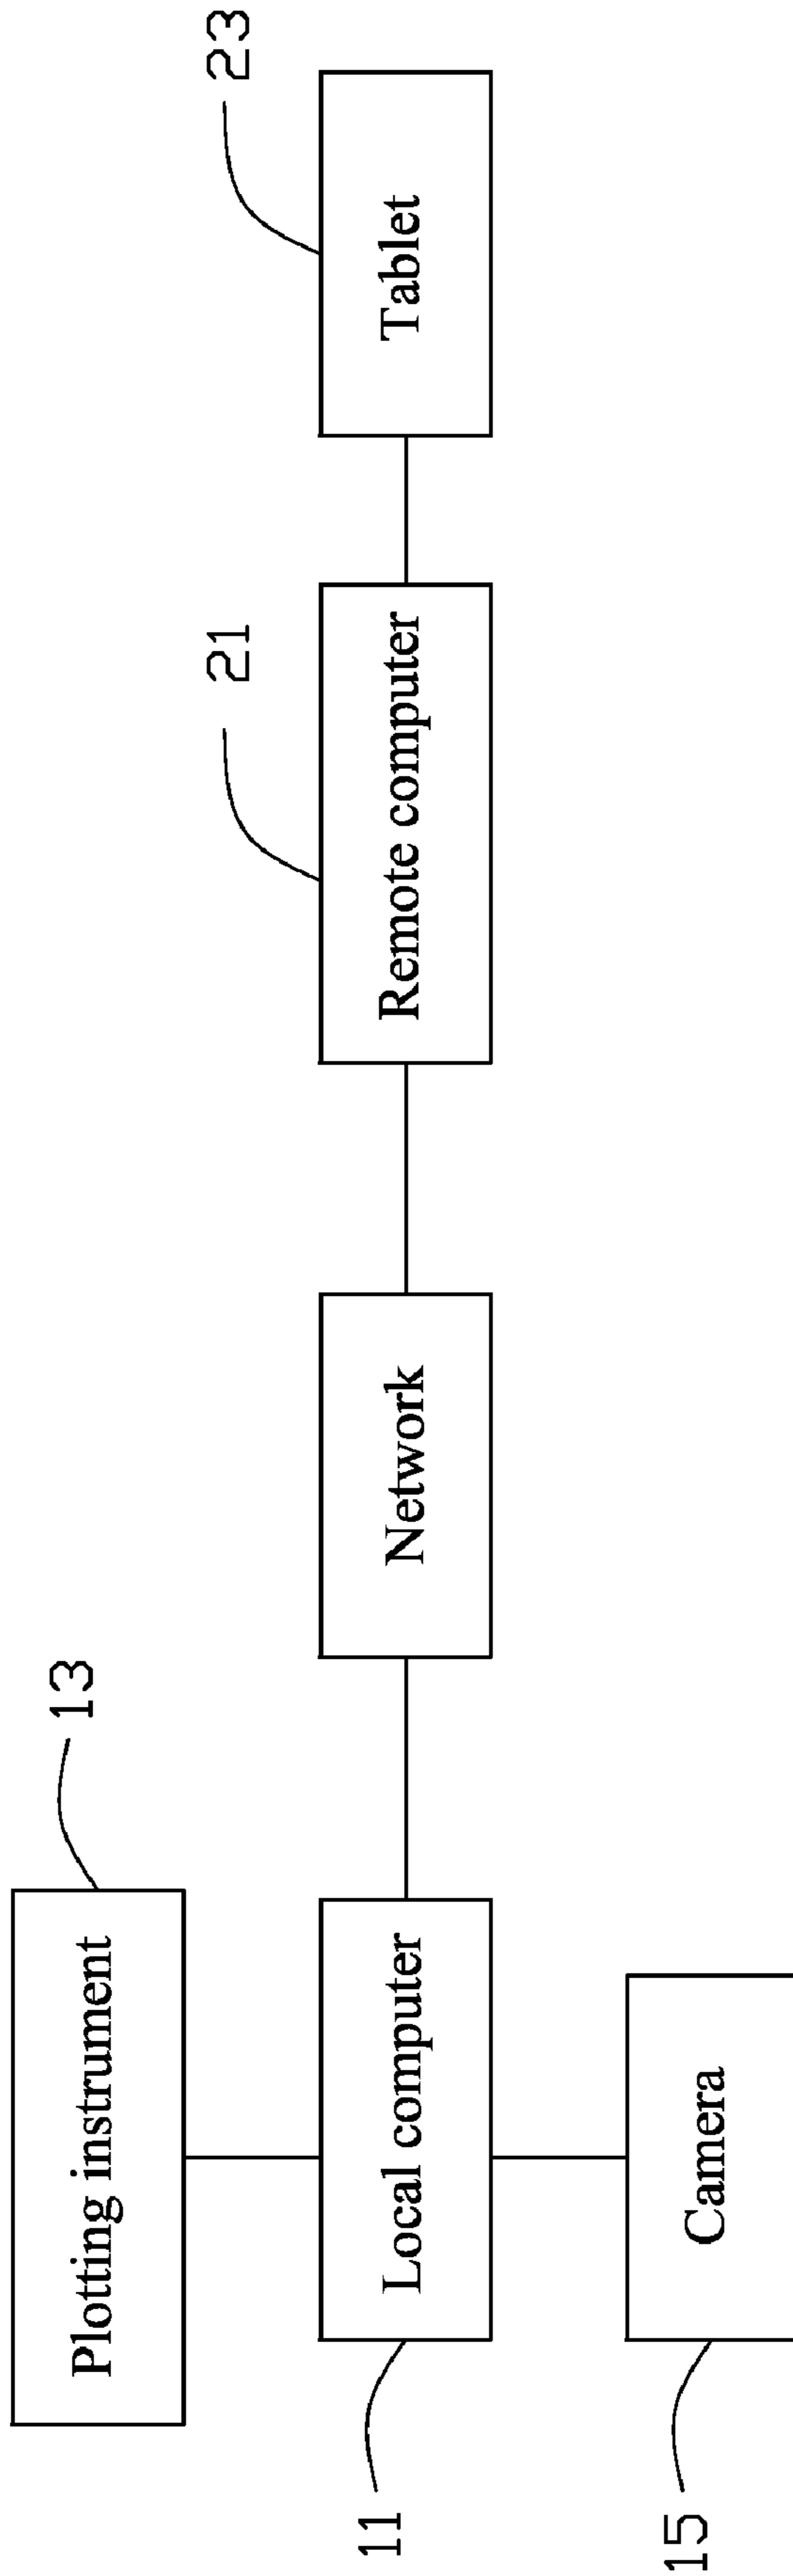 Plotting instrument
13
11
Local computer
Network
Remote computer
21
Tablet
23
15
Camera